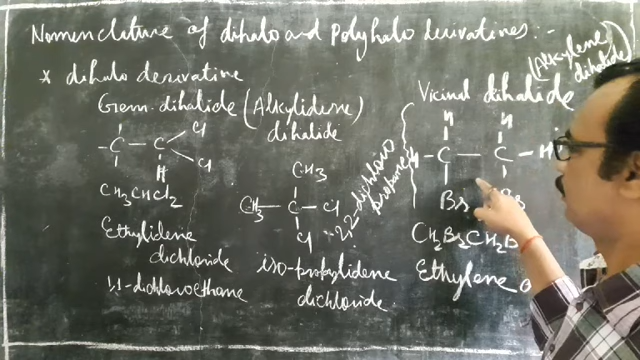 Nomenclature of dihalo and Polyhalo derivatives:-
* dihalo derivative
Gem-dihalide (Alkylidene)
dihalide
- C - C
Cl
Cl
H
CH3CHCl2
Ethylidene
dichloride
1,1-dichloroethane
CH3
CH3 - C - Cl
Cl
2,2-dichloro
propane
iso-propylidene
dichloride.
Vicinal dihalide
(Alkylene
dihalide)
H H
H - C - C - H
Br Br
CH2Br CH2B
Ethylene